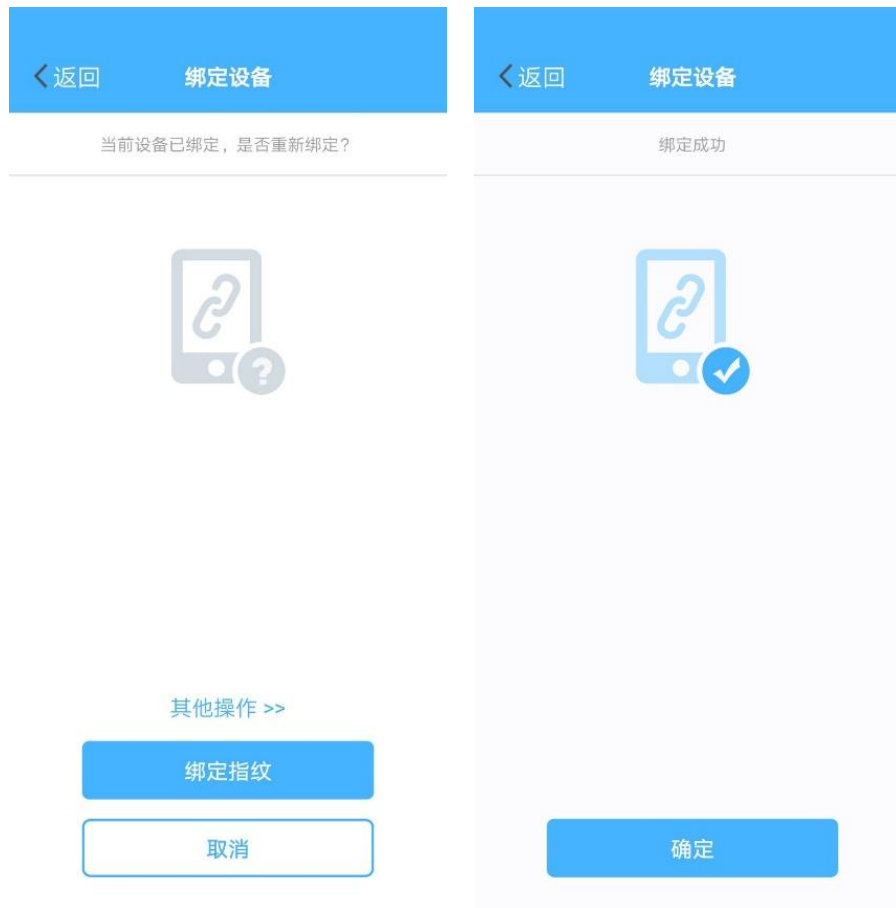 返回
绑定设备
当前设备已绑定，是否重新绑定？
?
其他操作 >>
绑定指纹
取消
返回
绑定设备
绑定成功
确定